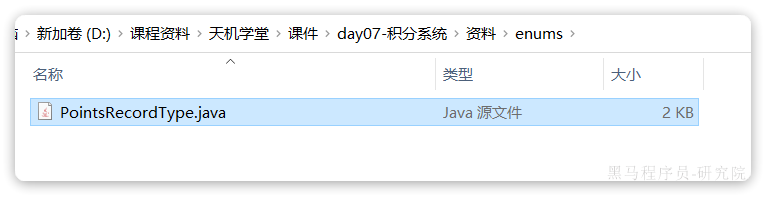 新加卷 (D:) › 课程资料 › 天机学堂 › 课件 › day07-积分系统 › 资料 › enums ›
名称 类型 大小
PointsRecordType.java Java 源文件 2 KB
黑马程序员-研究院